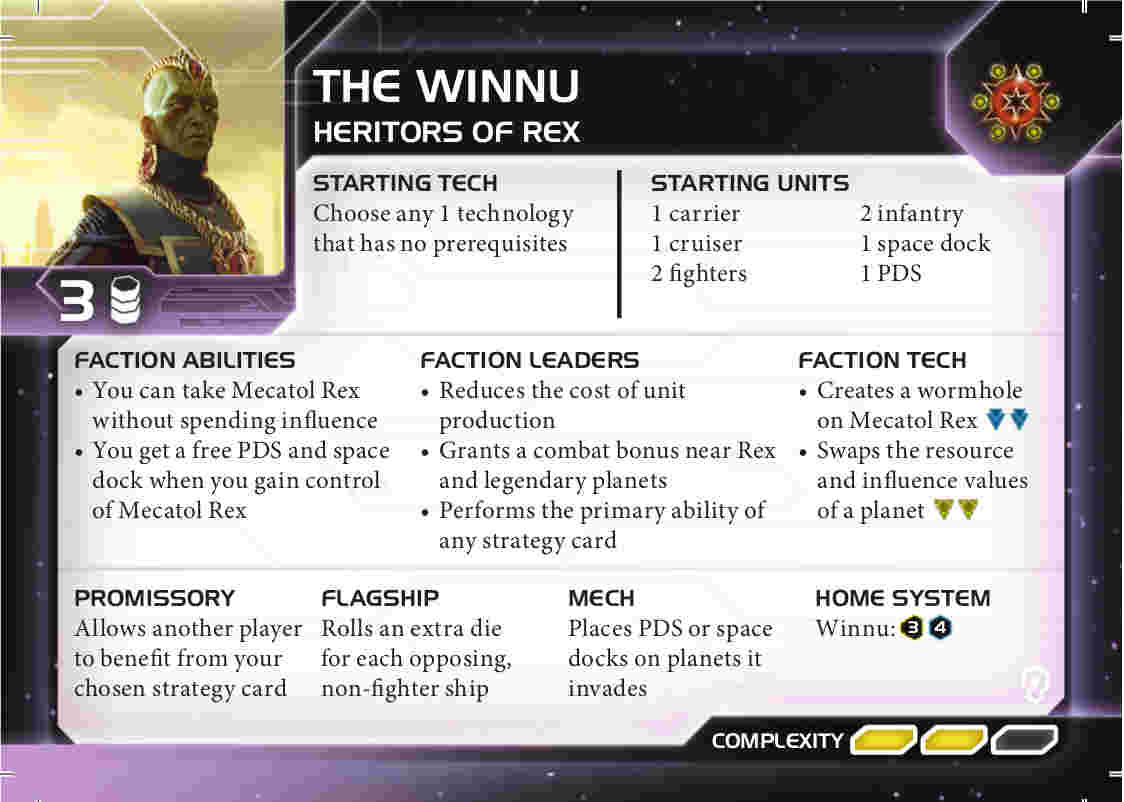 THE WINNU
HERITORS OF REX
3
STARTING TECH
Choose any 1 technology
that has no prerequisites
STARTING UNITS
1 carrier
1 cruiser
2 fighters
2 infantry
1 space dock
1 PDS
FACTION ABILITIES
• You can take Mecatol Rex
without spending influence
• You get a free PDS and space
dock when you gain control
of Mecatol Rex
FACTION LEADERS
• Reduces the cost of unit
production
• Grants a combat bonus near Rex
and legendary planets
• Performs the primary ability of
any strategy card
FACTION TECH
• Creates a wormhole
on Mecatol Rex
• Swaps the resource
and influence values
of a planet
PROMISSORY
Allows another player
to benefit from your
chosen strategy card
FLAGSHIP
Rolls an extra die
for each opposing,
non-fighter ship
MECH
Places PDS or space
docks on planets it
invades
HOME SYSTEM
Winnu: 3 4
COMPLEXITY